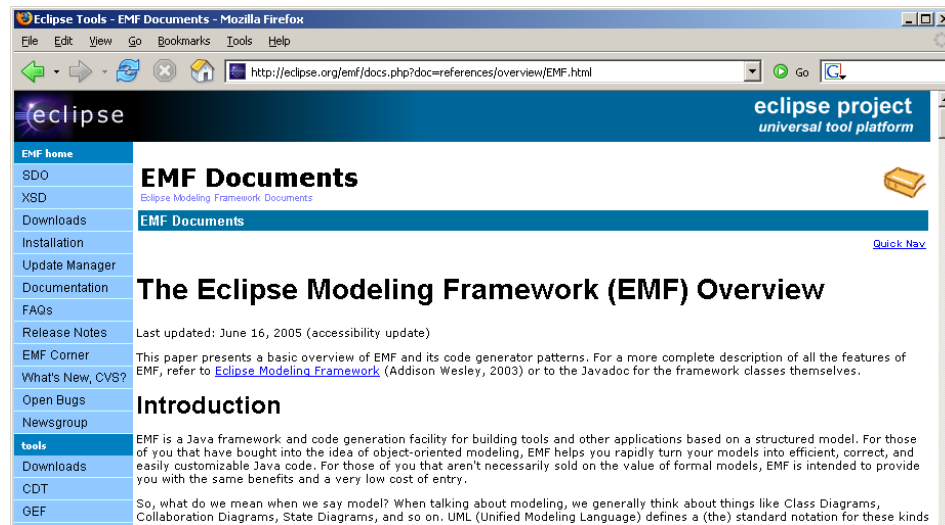 Eclipse Tools - EMF Documents - Mozilla Firefox
File Edit View Go Bookmarks Tools Help
http://eclipse.org/emf/docs.php?doc=references/overview/EMF.html
Go
G
eclipse
eclipse project
universal tool platform
EMF home
SDO
XSD
Downloads
Installation
Update Manager
Documentation
FAQs
Release Notes
EMF Corner
What's New, CVS?
Open Bugs
Newsgroup
tools
Downloads
CDT
GEF
EMF Documents
Eclipse Modeling Framework Documents
EMF Documents
Quick Nav
The Eclipse Modeling Framework (EMF) Overview
Last updated: June 16, 2005 (accessibility update)
This paper presents a basic overview of EMF and its code generator patterns. For a more complete description of all the features of
EMF, refer to Eclipse Modeling Framework (Addison Wesley, 2003) or to the Javadoc for the framework classes themselves.
Introduction
EMF is a Java framework and code generation facility for building tools and other applications based on a structured model. For those
of you that have bought into the idea of object-oriented modeling, EMF helps you rapidly turn your models into efficient, correct, and
easily customizable Java code. For those of you that aren't necessarily sold on the value of formal models, EMF is intended to provide
you with the same benefits and a very low cost of entry.
So, what do we mean when we say model? When talking about modeling, we generally think about things like Class Diagrams,
Collaboration Diagrams, State Diagrams, and so on. UML (Unified Modeling Language) defines a (the) standard notation for these kinds